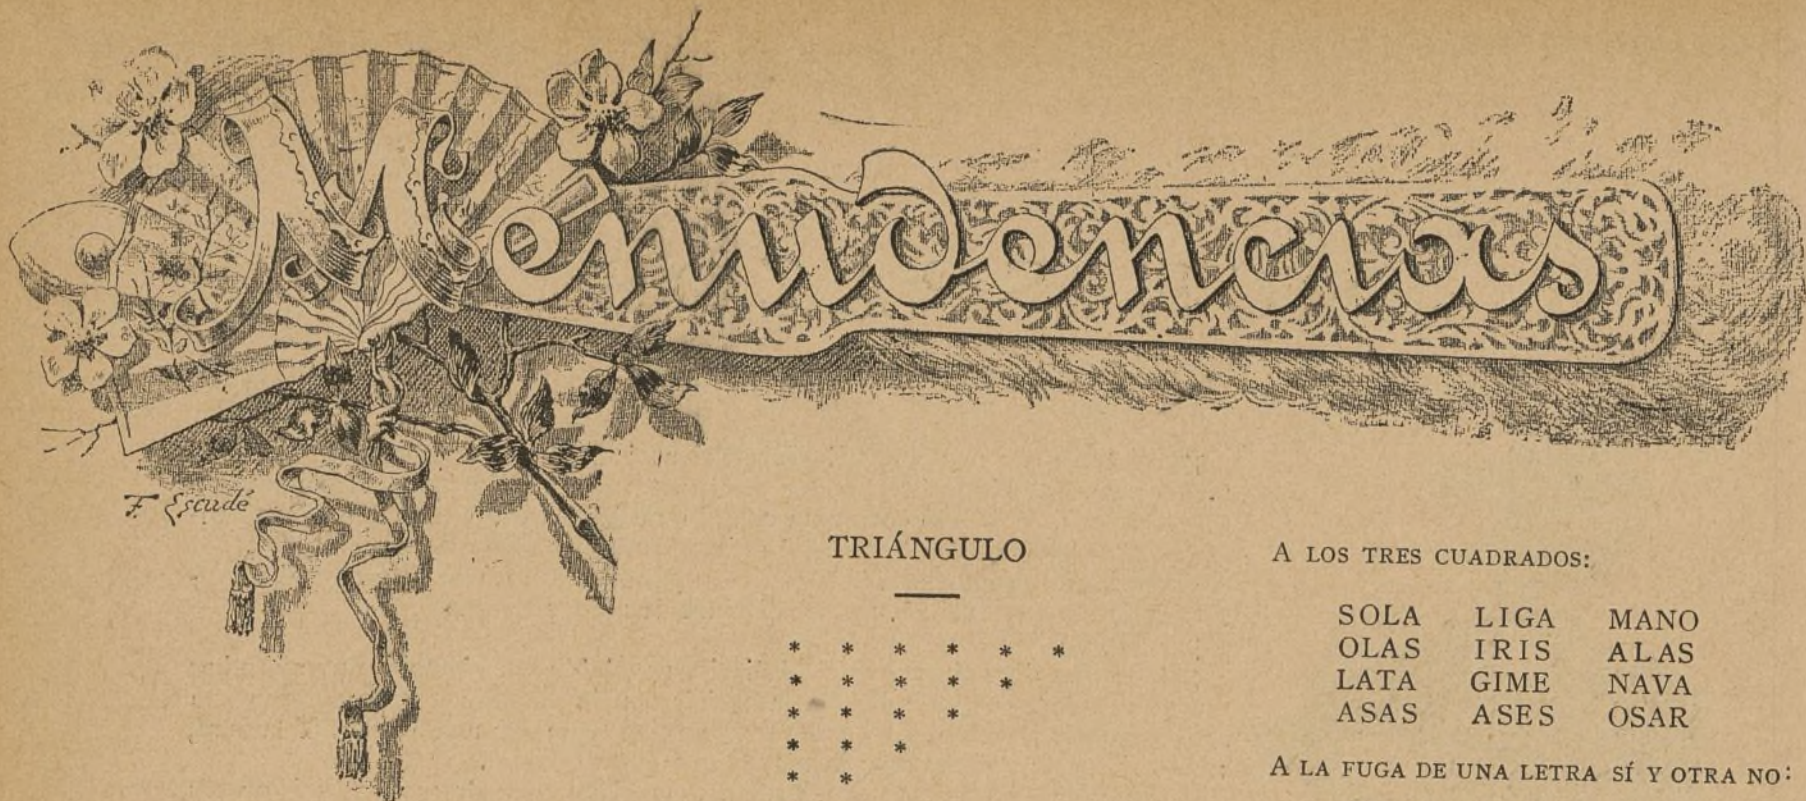 Menudencias
F. Escudé
TRIÁNGULO
* * * * * *
* * * * *
* * * *
* * *
* *
A LOS TRES CUADRADOS:
SOLA LIGA MANO
OLAS IRIS ALAS
LATA GIME NAVA
ASAS ASES OSAR
A LA FUGA DE UNA LETRA SÍ Y OTRA NO: